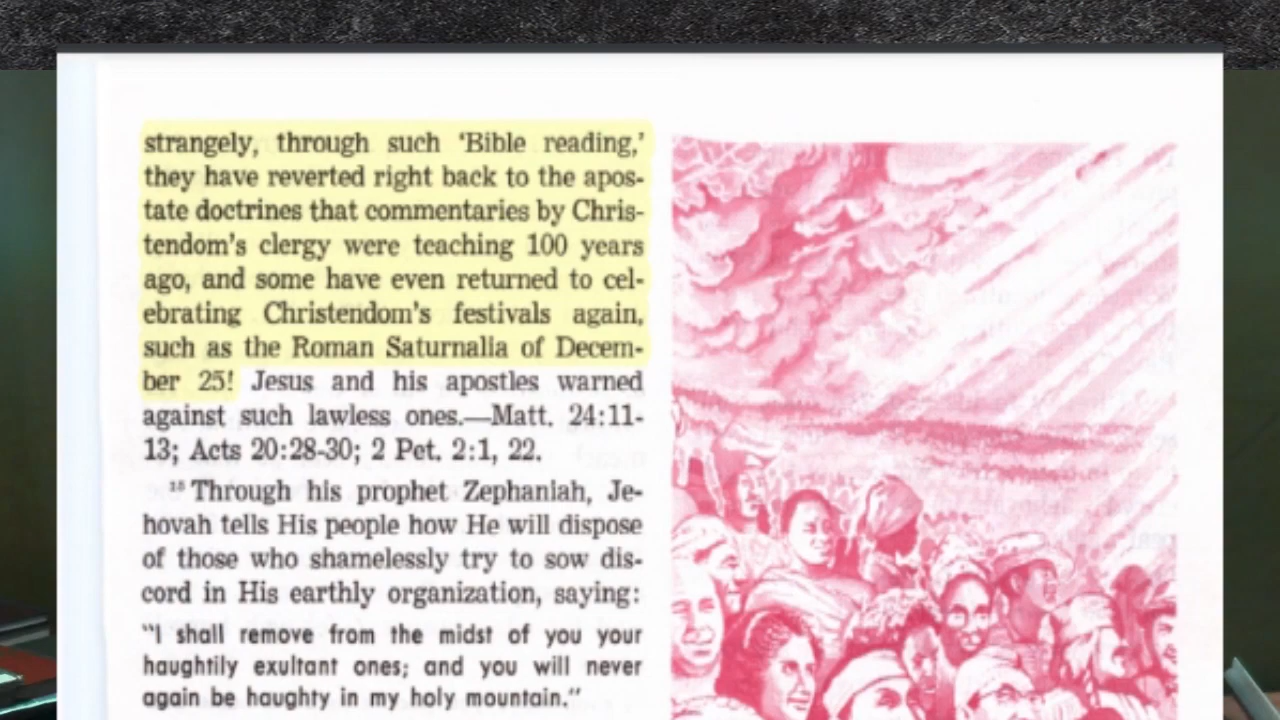 strangely, through such ‘Bible reading,’
they have reverted right back to the apos-
tate doctrines that commentaries by Chris-
tendom’s clergy were teaching 100 years
ago, and some have even returned to cel-
ebrating Christendom’s festivals again,
such as the Roman Saturnalia of Decem-
ber 25! Jesus and his apostles warned
against such lawless ones.—Matt. 24:11-
13; Acts 20:28-30; 2 Pet. 2:1, 22.
¹⁸ Through his prophet Zephaniah, Je-
hovah tells His people how He will dispose
of those who shamelessly try to sow dis-
cord in His earthly organization, saying:
“I shall remove from the midst of you your
haughtily exultant ones; and you will never
again be haughty in my holy mountain.”